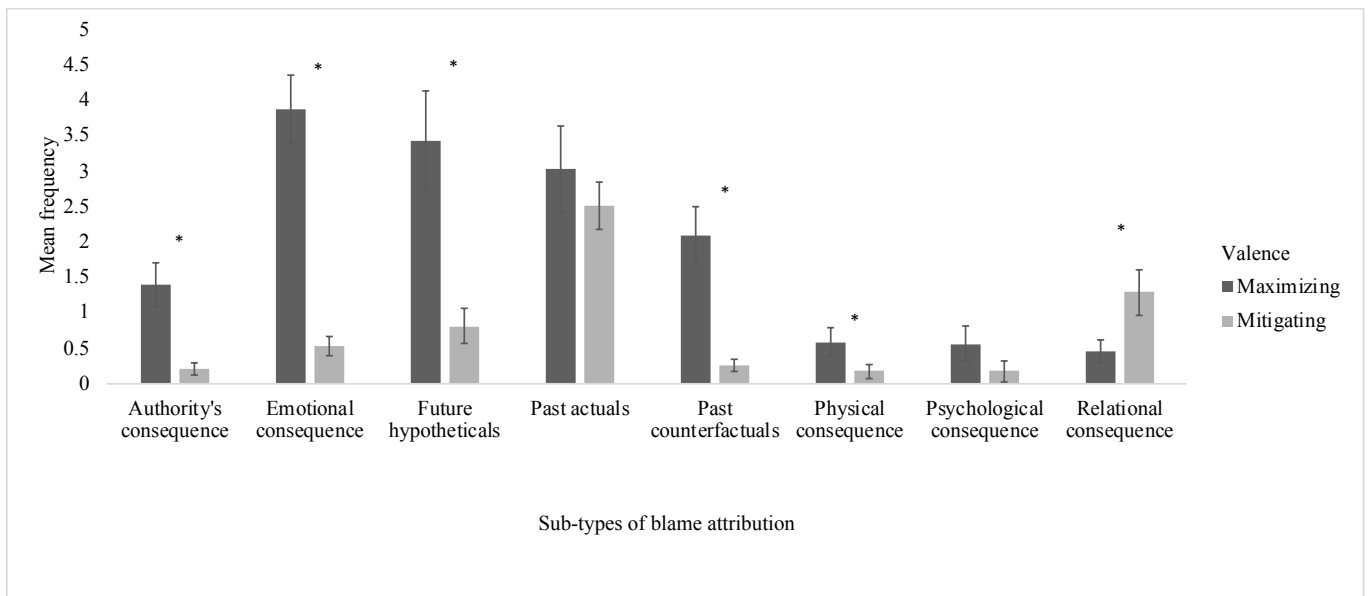 5
4.5
4
3.5
3
2.5
2
1.5
1
0.5
0
Mean frequency
*
*
*
*
*
*
Authority's
consequence
Emotional
consequence
Future
hypotheticals
Past actuals
Past
counterfactuals
Physical
consequence
Psychological
consequence
Relational
consequence
Sub-types of blame attribution
Valence
Maximizing
Mitigating